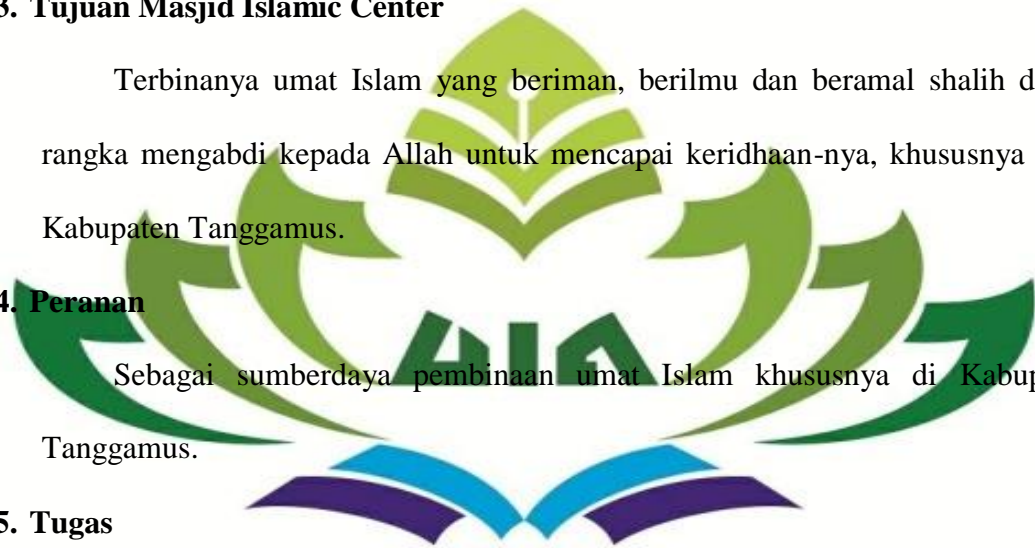 3. Tujuan Masjid Islamic Center
Terbinanya umat Islam yang beriman, berilmu dan beramal shalih d
rangka mengabdi kepada Allah untuk mencapai keridhaan-nya, khususnya
Kabupaten Tanggamus.
4. Peranan
Sebagai sumberdaya pembinaan umat Islam khususnya di Kabup
Tanggamus.
5. Tugas